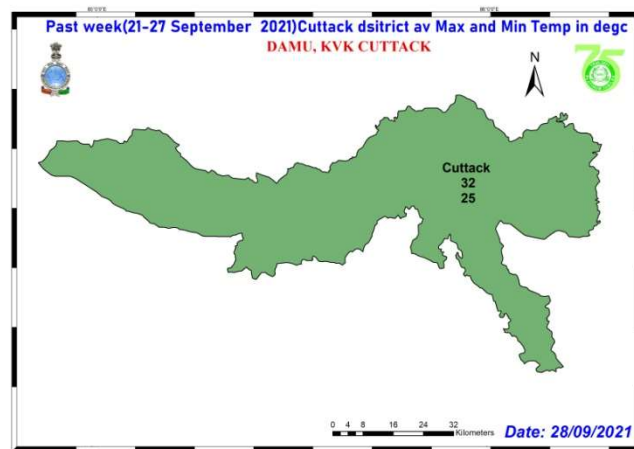 Past week(21-27 September 2021)Cuttack dsitrict av Max and Min Temp in degc
DAMU, KVK CUTTACK
N
75
Cuttack
32
25
0 4 8 16 24 32
Kilometers
Date: 28/09/2021